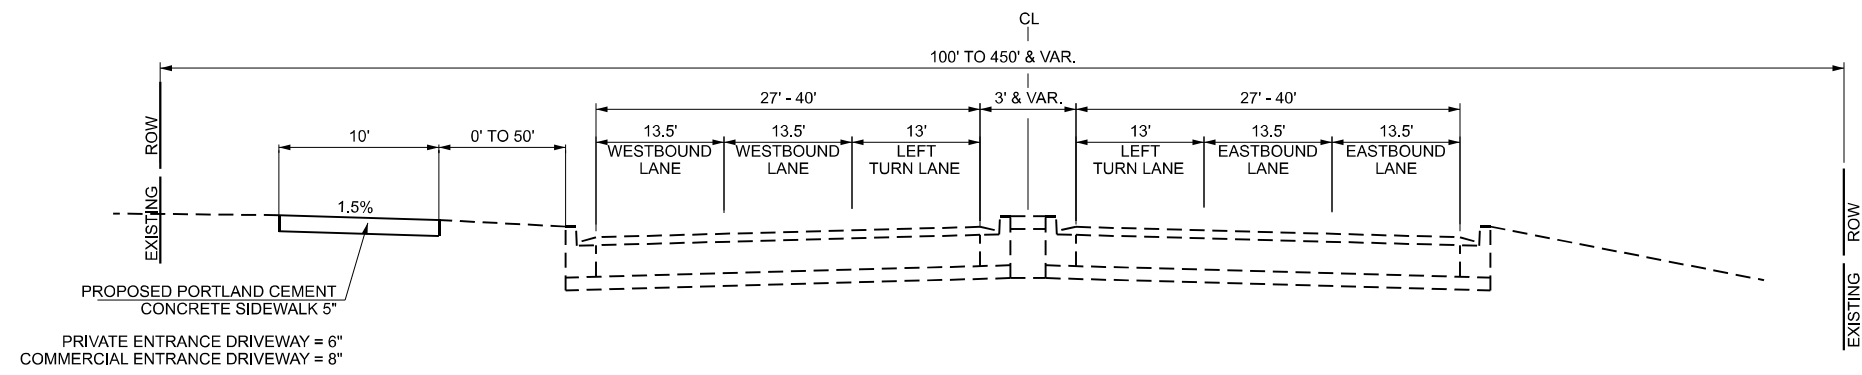 CL
100' TO 450' & VAR.
27' - 40'
3' & VAR.
27' - 40'
10'
0' TO 50'
13.5'
WESTBOUND
LANE
13.5'
WESTBOUND
LANE
13'
LEFT
TURN LANE
13'
LEFT
TURN LANE
13.5'
EASTBOUND
LANE
13.5'
EASTBOUND
LANE
EXISTING ROW
1.5%
PROPOSED PORTLAND CEMENT
CONCRETE SIDEWALK 5"
PRIVATE ENTRANCE DRIVEWAY = 6"
COMMERCIAL ENTRANCE DRIVEWAY = 8"
EXISTING ROW